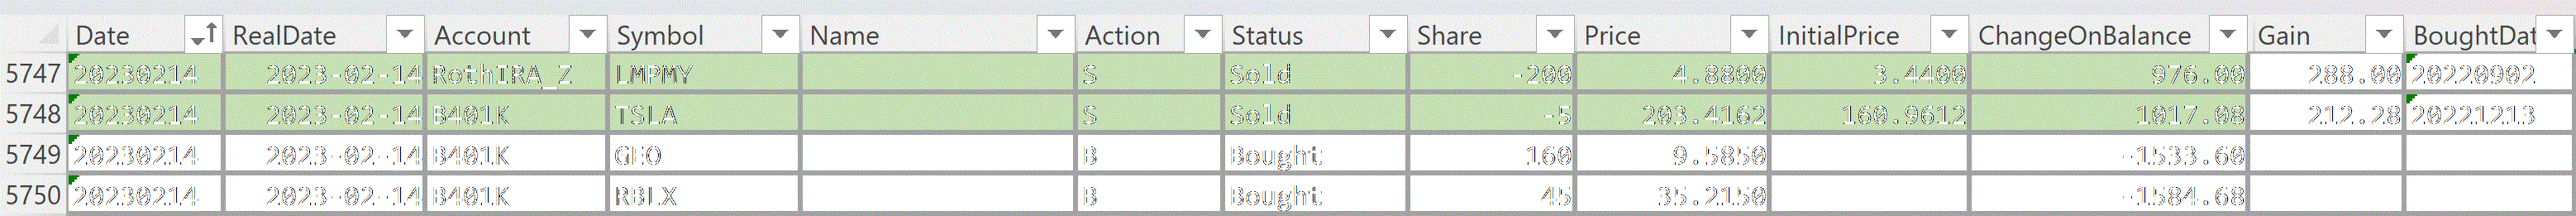 Date RealDate Account Symbol Name Action Status Share Price InitialPrice ChangeOnBalance Gain BoughtDat
5747 20230214 2023-02-14 RothIRA_Z LMPMY S Sold -200 4.8800 3.4400 976.00 288.00 20220902
5748 20230214 2023-02-14 B401K TSLA S Sold -5 203.4162 160.9612 1017.08 212.28 20221213
5749 20230214 2023-02-14 B401K GEO B Bought 160 9.5850 -1533.60
5750 20230214 2023-02-14 B401K RBLX B Bought 45 35.2150 -1584.68